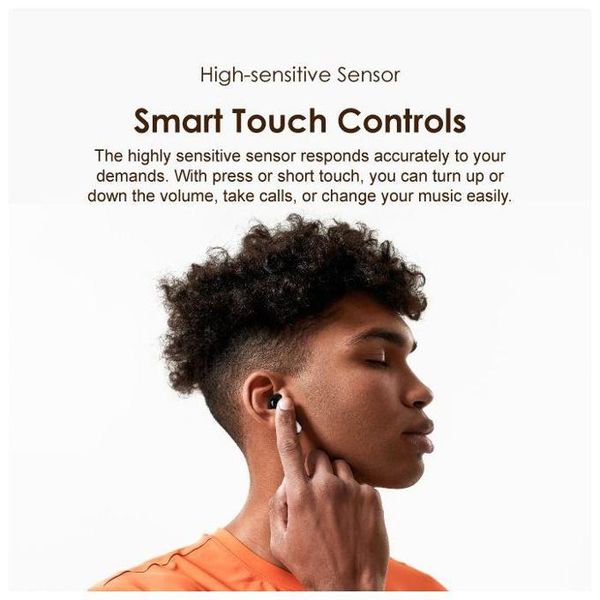 High-sensitive Sensor
Smart Touch Controls
The highly sensitive sensor responds accurately to your
demands. With press or short touch, you can turn up or
down the volume, take calls, or change your music easily.